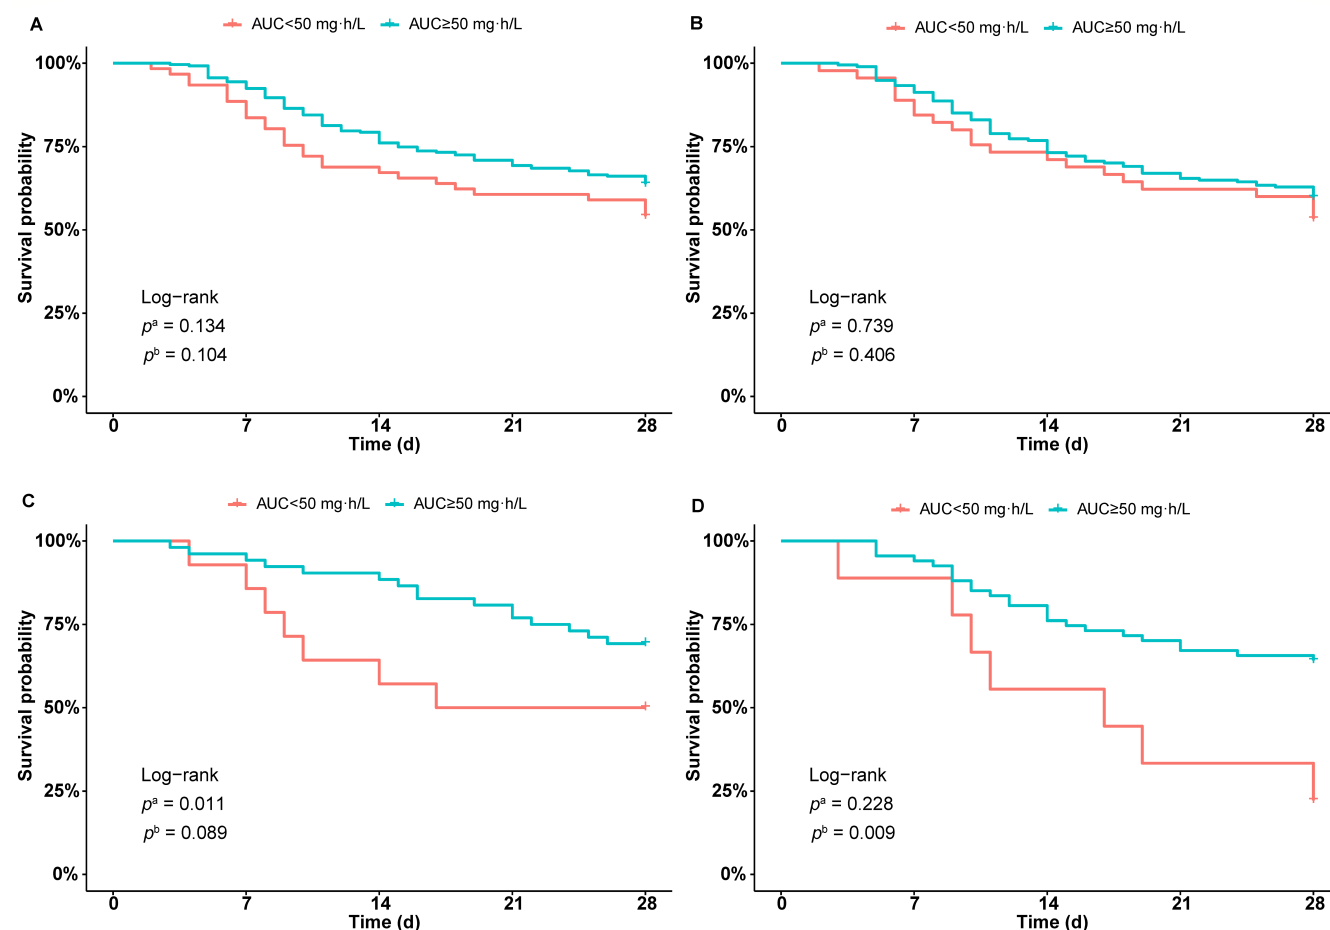 A
AUC<50 mg·h/L AUC≥50 mg·h/L
Survival probability
100%
75%
50%
25%
0%
Log−rank
pᵃ = 0.134
pᵇ = 0.104
0 7 14 21 28
Time (d)
B
AUC<50 mg·h/L AUC≥50 mg·h/L
Survival probability
100%
75%
50%
25%
0%
Log−rank
pᵃ = 0.739
pᵇ = 0.406
0 7 14 21 28
Time (d)
C
AUC<50 mg·h/L AUC≥50 mg·h/L
Survival probability
100%
75%
50%
25%
0%
Log−rank
pᵃ = 0.011
pᵇ = 0.089
0 7 14 21 28
Time (d)
D
AUC<50 mg·h/L AUC≥50 mg·h/L
Survival probability
100%
75%
50%
25%
0%
Log−rank
pᵃ = 0.228
pᵇ = 0.009
0 7 14 21 28
Time (d)